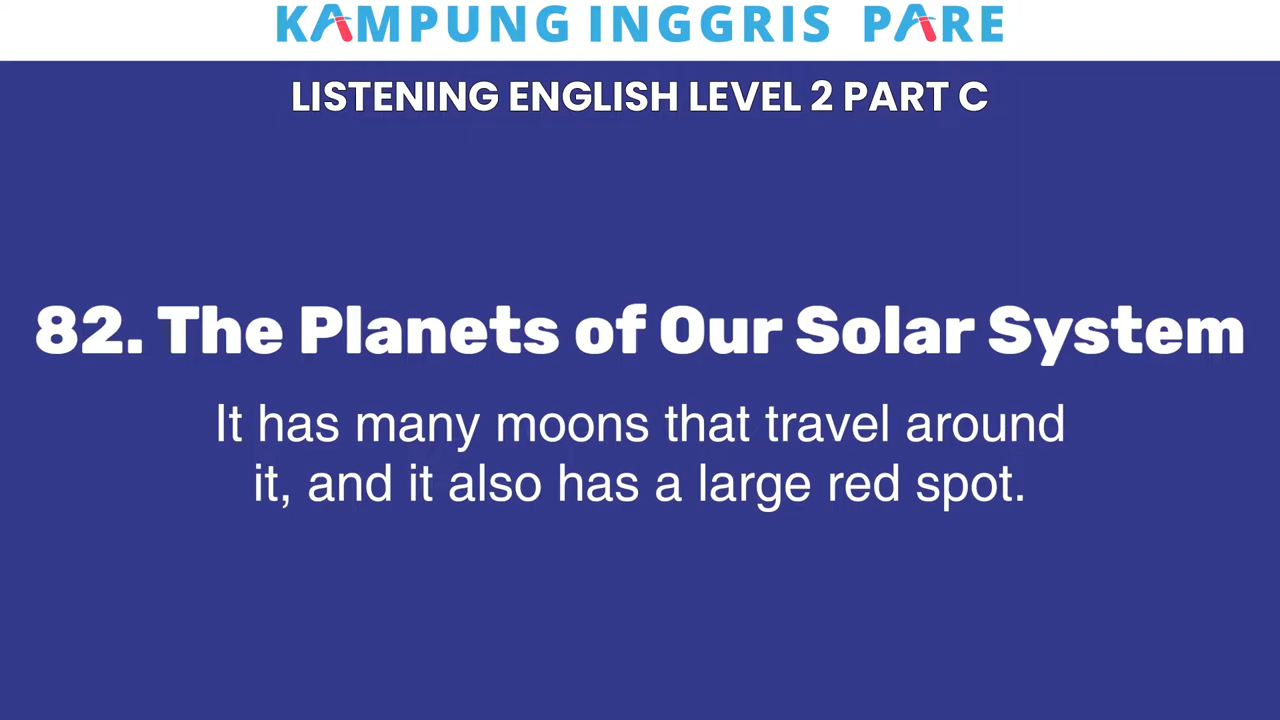 KAMPUNG INGGRIS PARE
LISTENING ENGLISH LEVEL 2 PART C
82. The Planets of Our Solar System
It has many moons that travel around
it, and it also has a large red spot.